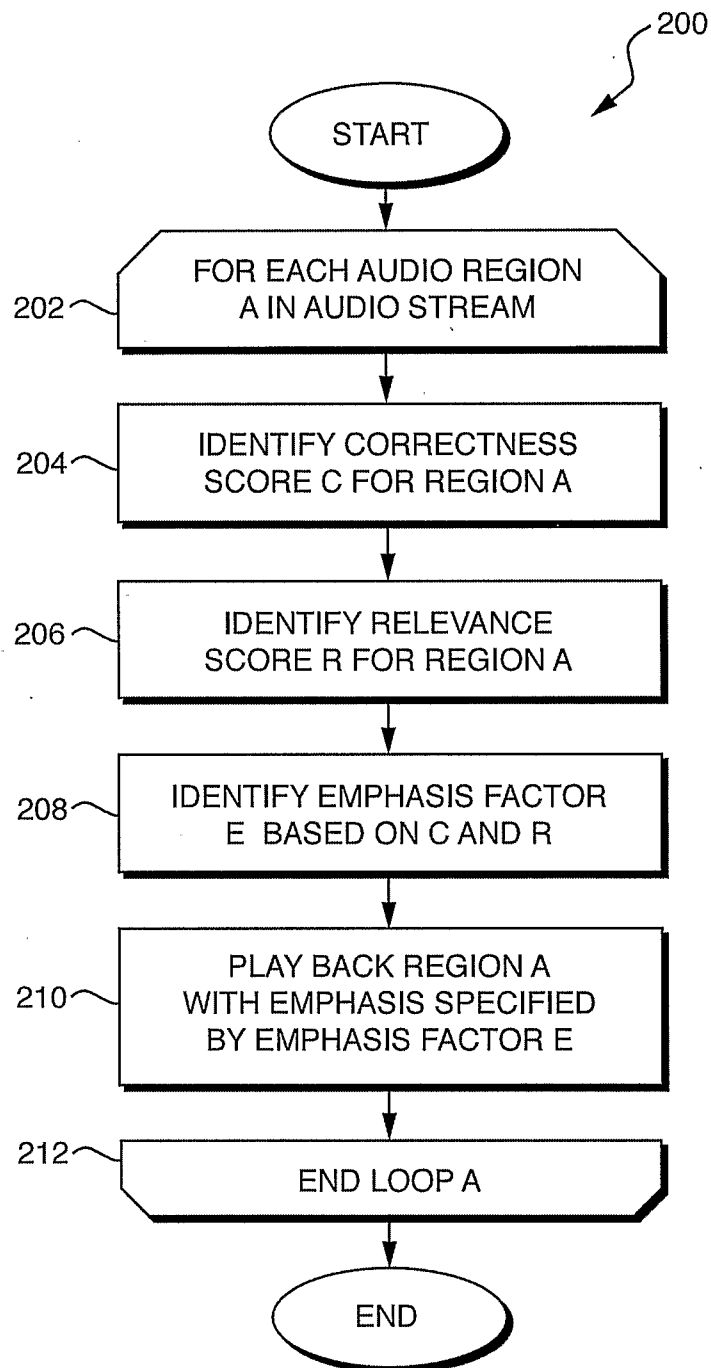 200
START
FOR EACH AUDIO REGION
A IN AUDIO STREAM
202
IDENTIFY CORRECTNESS
SCORE C FOR REGION A
204
IDENTIFY RELEVANCE
SCORE R FOR REGION A
206
IDENTIFY EMPHASIS FACTOR
E BASED ON C AND R
208
PLAY BACK REGION A
WITH EMPHASIS SPECIFIED
BY EMPHASIS FACTOR E
210
212
END LOOP A
END